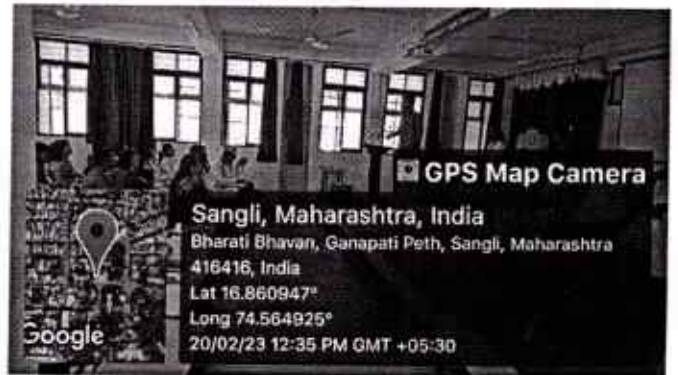 GPS Map Camera
Sangli, Maharashtra, India
Bharati Bhavan, Ganapati Peth, Sangli, Maharashtra
416416, India
Lat 16.860947°
Long 74.564925°
20/02/23 12:35 PM GMT +05:30
Google